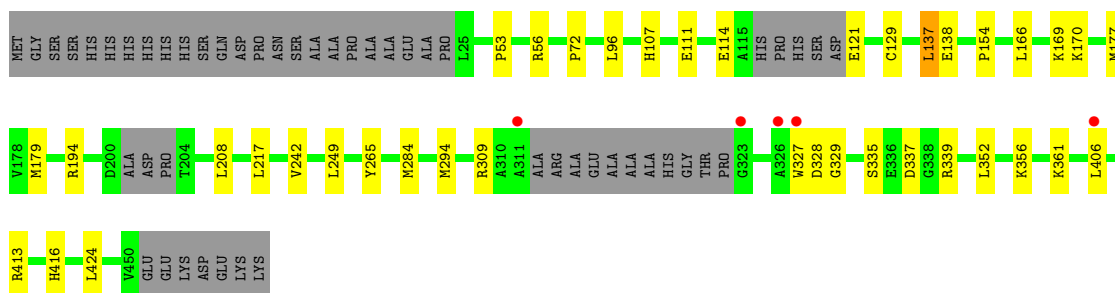 MET GLY SER SER HIS HIS HIS HIS HIS HIS SER GLN ASP PRO ASN SER ALA ALA PRO ALA ALA GLU ALA PRO L25 P53 R56 P72 L96 H107 E111 E114 A115 HIS PRO HIS SER ASP E121 C129 L137 E138 P154 L166 K169 K170 M177
V178 M179 R194 D200 ALA ASP PRO T204 L208 L217 V242 L249 Y265 M284 M294 R309 A310 A311 ALA ARG ALA GLU ALA ALA ALA HIS GLY THR PRO G323 A326 W327 D328 G329 S335 E336 D337 G338 R339 L352 K356 K361 L406
R413 H416 L424 V450 GLU GLU LYS ASP GLU LYS LYS